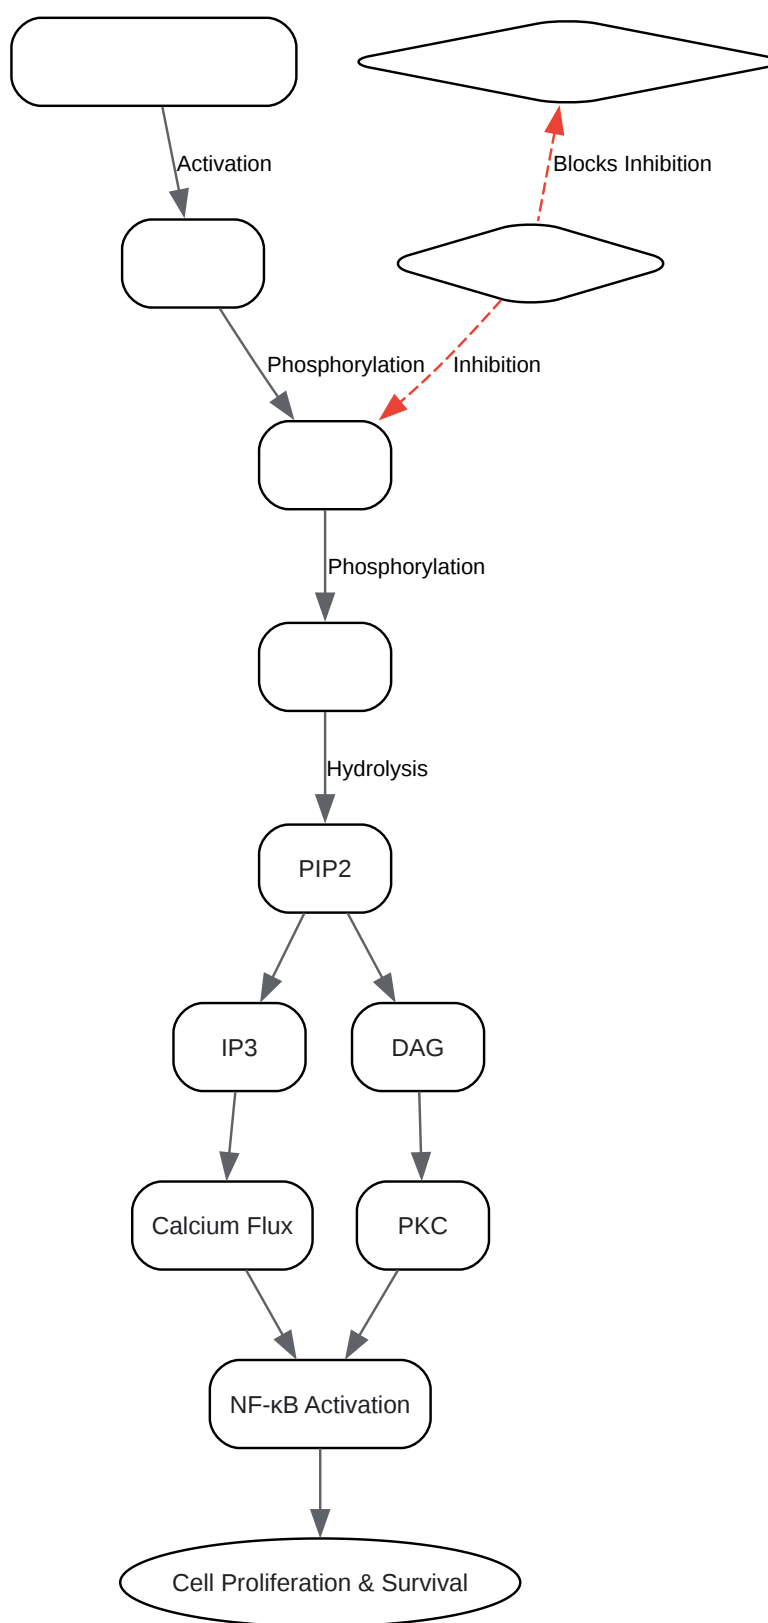 Activation
Blocks Inhibition
Phosphorylation
Inhibition
Phosphorylation
Hydrolysis
PIP2
IP3
DAG
Calcium Flux
PKC
NF-κB Activation
Cell Proliferation & Survival